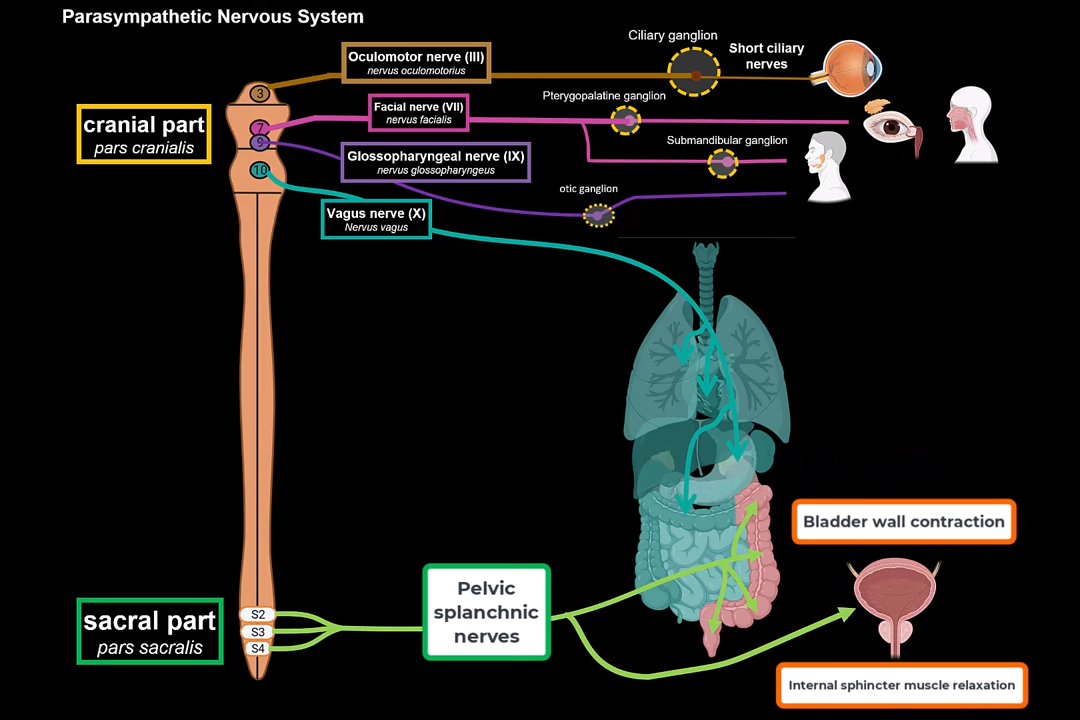 Parasympathetic Nervous System
Ciliary ganglion
Oculomotor nerve (III)
nervus oculomotorius
Short ciliary
nerves
3
Pterygopalatine ganglion
Facial nerve (VII)
nervus facialis
cranial part
pars cranialis
7
9
Submandibular ganglion
Glossopharyngeal nerve (IX)
nervus glossopharyngeus
10
otic ganglion
Vagus nerve (X)
Nervus vagus
Bladder wall contraction
Pelvic
splanchnic
nerves
sacral part
pars sacralis
S2
S3
S4
Internal sphincter muscle relaxation